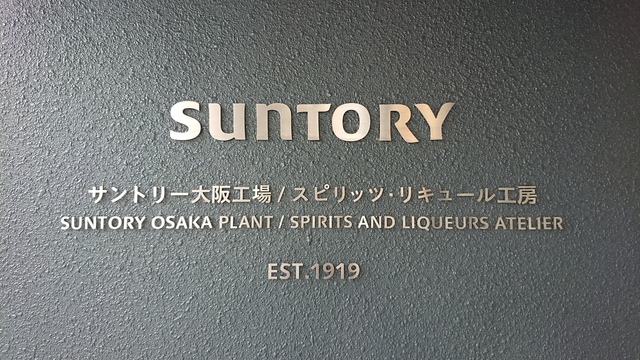 SUNTORY
サントリー大阪工場 / スピリッツ・リキュール工房
SUNTORY OSAKA PLANT / SPIRITS AND LIQUEURS ATELIER
EST.1919